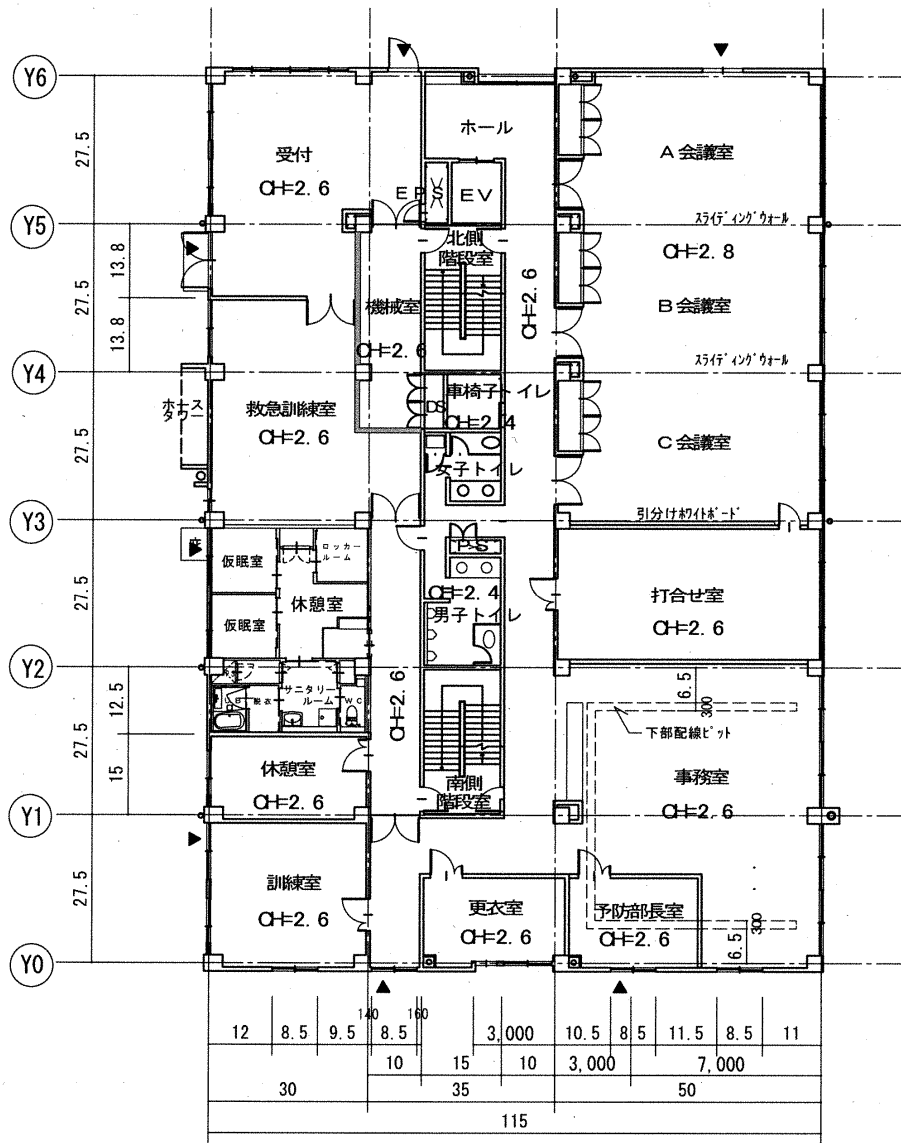 Y6
ホール
受付
CH=2.6
A会議室
27.5
EPS
EV
Y5
スライディングウォール
CH=2.8
北側
階段室
13.8
27.5
機械室
CH=2.6
CH=2.6
B会議室
13.8
スライディングウォール
Y4
ホース
タワー
救急訓練室
CH=2.6
DS
車椅子トイレ
CH=2.4
C会議室
27.5
女子トイレ
Y3
引分けホワイトボード
PS
仮眠室
ロッカー
ルーム
休憩室
仮眠室
CH=2.4
男子トイレ
打合せ室
CH=2.6
27.5
Y2
サニタリー
ルーム
脱衣
WC
UB
12.5
27.5
15
CH=2.6
6.5
300
下部配線ピット
事務室
CH=2.6
休憩室
CH=2.6
南側
階段室
Y1
訓練室
CH=2.6
27.5
更衣室
CH=2.6
予防部長室
CH=2.6
300
6.5
Y0
140
160
12
8.5
9.5
8.5
3,000
10.5
8.5
11.5
8.5
11
10
15
10
3,000
7,000
30
35
50
115